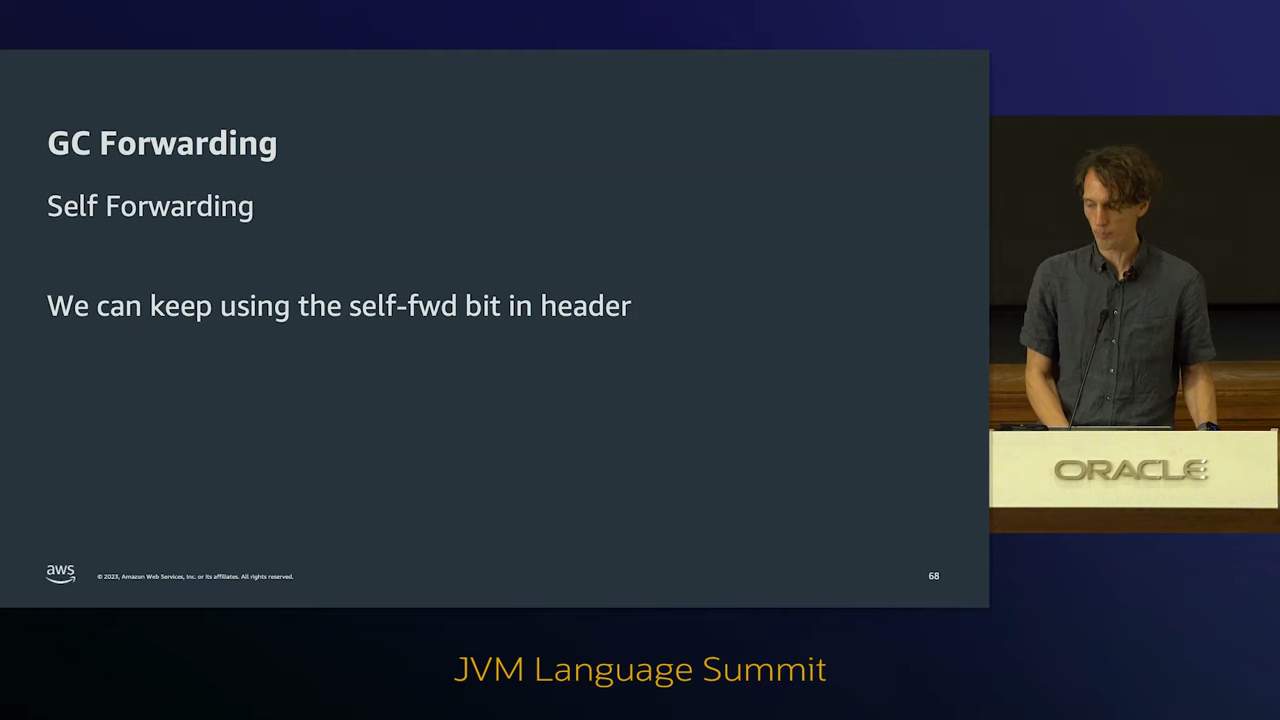 GC Forwarding
Self Forwarding
We can keep using the self-fwd bit in header
aws
© 2023, Amazon Web Services, Inc. or its affiliates. All rights reserved.
68
ORACLE
JVM Language Summit